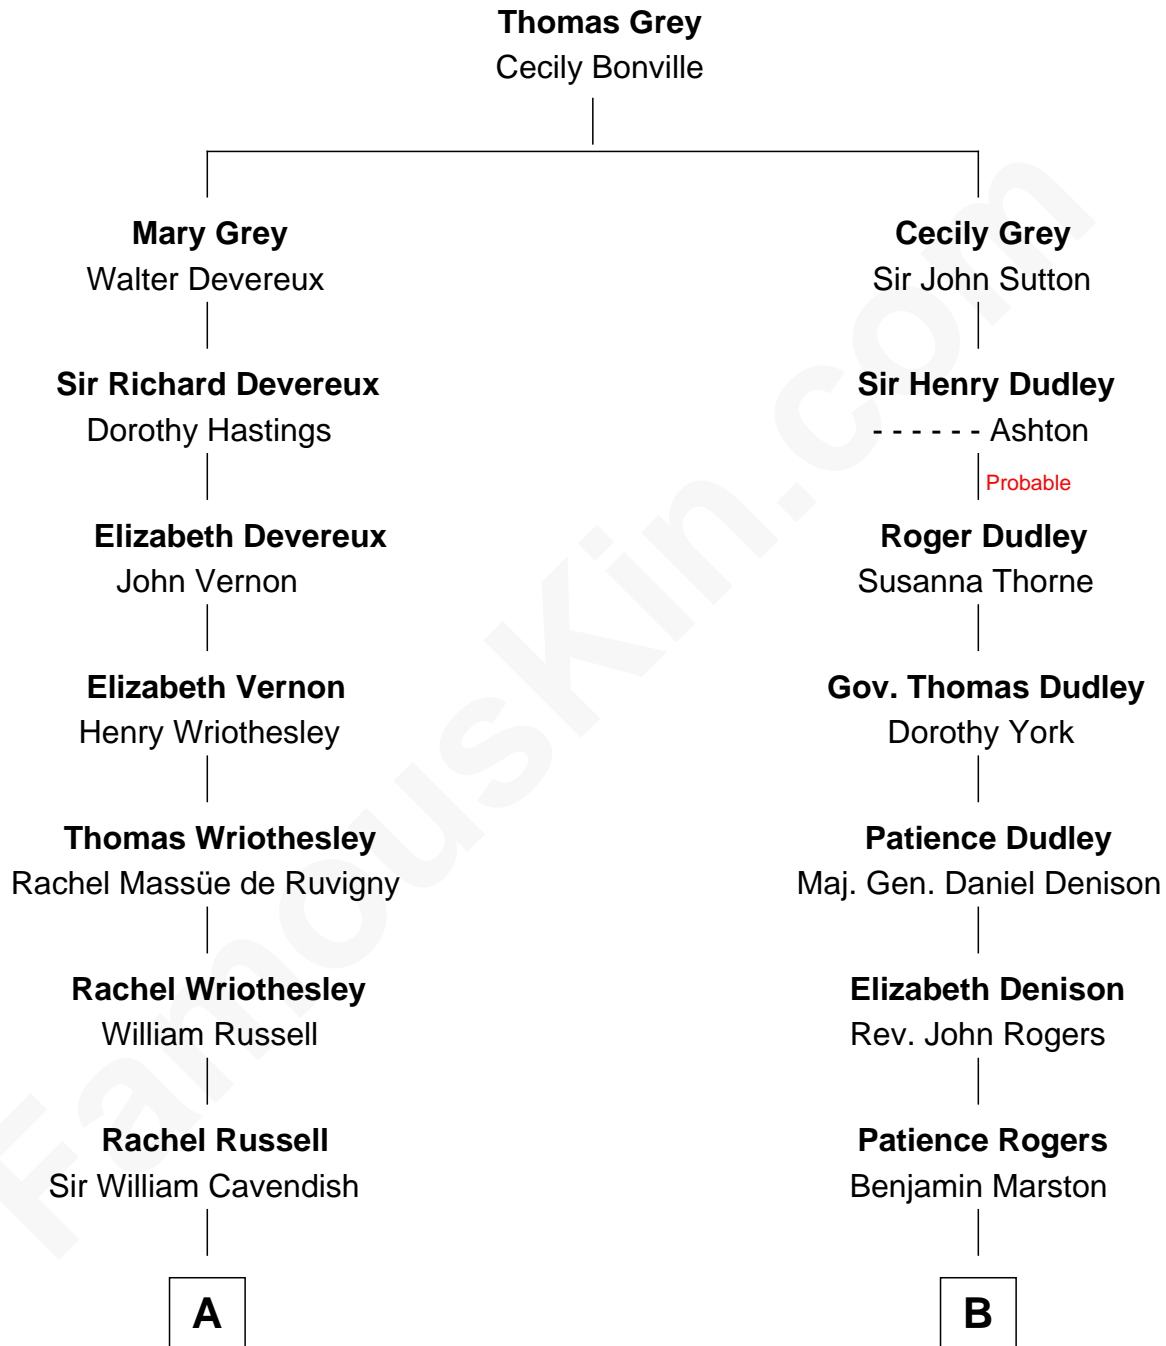 Thomas Grey
Cecily Bonville
Mary Grey
Walter Devereux
Cecily Grey
Sir John Sutton
Sir Richard Devereux
Dorothy Hastings
Sir Henry Dudley
- - - - - - Ashton
Probable
Elizabeth Devereux
John Vernon
Roger Dudley
Susanna Thorne
Elizabeth Vernon
Henry Wriothesley
Gov. Thomas Dudley
Dorothy York
Thomas Wriothesley
Rachel Massüe de Ruvigny
Patience Dudley
Maj. Gen. Daniel Denison
Rachel Wriothesley
William Russell
Elizabeth Denison
Rev. John Rogers
Rachel Russell
Sir William Cavendish
Patience Rogers
Benjamin Marston
A
B
FamousKin.com